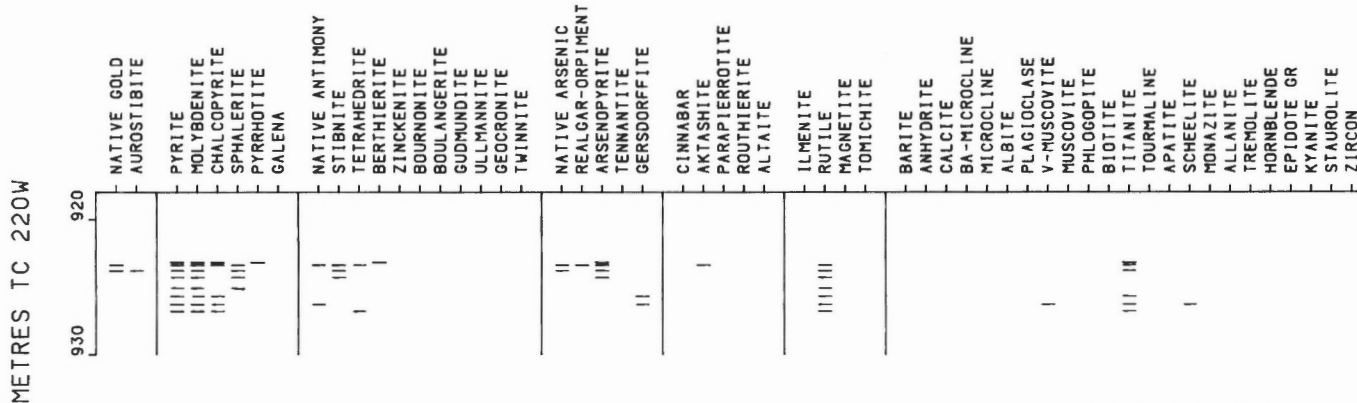 METRES TC 220W
920
930
NATIVE GOLD
AUROSTIBITE
PYRITE
MOLYBDENITE
CHALCOPYRITE
SPHALERITE
PYRRHOTITE
GALENA
NATIVE ANTIMONY
STIBNITE
TETRAHEDRITE
BERTHIERITE
ZINCKENITE
BOURNONITE
BOULANGERITE
GUDMUNDITE
ULLMANNITE
GEOCRONITE
TWINNITE
NATIVE ARSENIC
REALGAR-ORPIMENT
ARSENOPYRITE
TENNANTITE
GERSDORFFITE
CINNABAR
AKTASHITE
PARAPIERROTITE
ROUTHIERITE
ALTAITE
ILMENITE
RUTILE
MAGNETITE
TOMICHITE
BARITE
ANHYDRITE
CALCITE
BA-MICROCLINE
MICROCLINE
ALBITE
PLAGIOCLASE
V-MUSCOVITE
MUSCOVITE
PHLOGOPITE
BIOTITE
TITANITE
TOURMALINE
APATITE
SCHEELITE
MONAZITE
ALLANITE
TREMOLITE
HORNBLENDE
EPIDOTE GR
KYANITE
STAUROLITE
ZIRCON